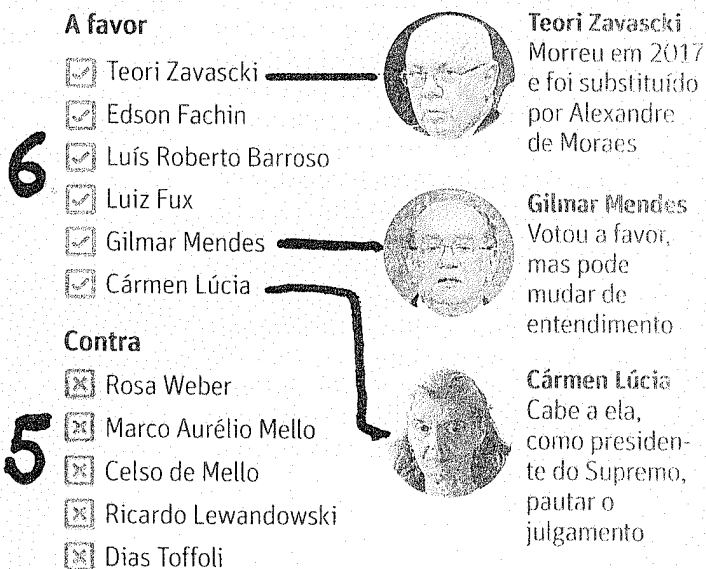 A favor
Teori Zavascki
Edson Fachin
6
Luís Roberto Barroso
Luiz Fux
Gilmar Mendes
Cármen Lúcia
Contra
Rosa Weber
5
Marco Aurélio Mello
Celso de Mello
Ricardo Lewandowski
Dias Toffoli
Teori Zavascki
Morreu em 2017
e foi substituído
por Alexandre
de Moraes
Gilmar Mendes
Votou a favor,
mas pode
mudar de
entendimento
Cármen Lúcia
Cabe a ela,
como presiden-
te do Supremo,
pautar o
julgamento